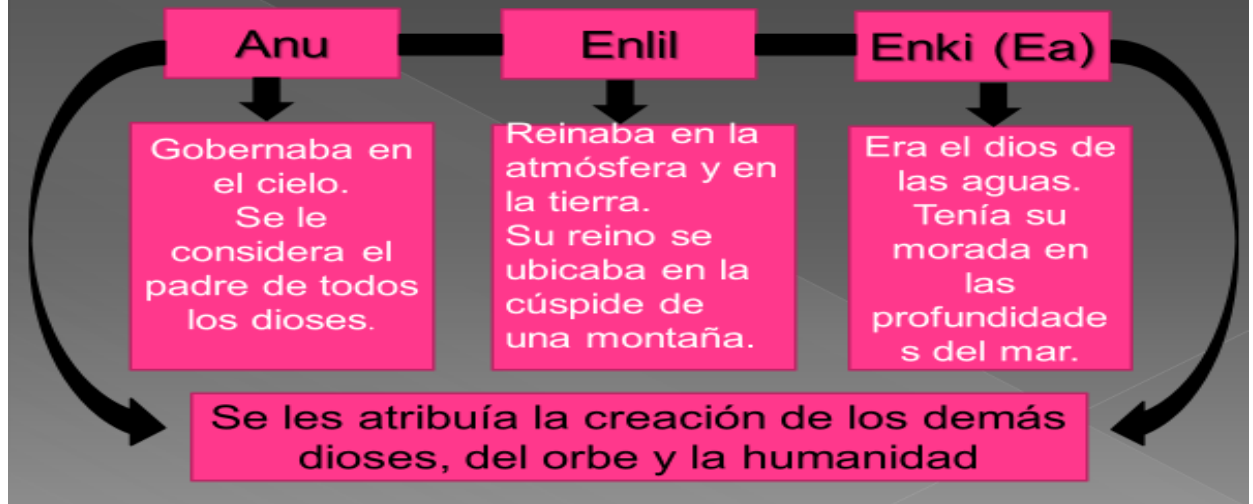 Anu
Enlil
Enki (Ea)
Gobernaba en
el cielo.
Se le
considera el
padre de todos
los dioses.
Reinaba en la
atmósfera y en
la tierra.
Su reino se
ubicaba en la
cúspide de
una montaña.
Era el dios de
las aguas.
Tenía su
morada en
las
profundidade
s del mar.
Se les atribuía la creación de los demás
dioses, del orbe y la humanidad